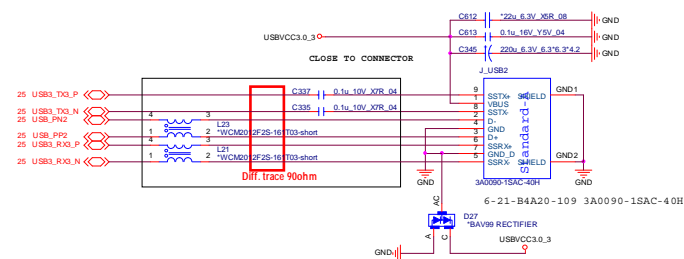 C612 *22u_6.3V_X5R_08
GND
USBVCC3.0_3
C613 0.1u_16V_Y5V_04
GND
C345 220u_6.3V_6.3*6.3*4.2
GND
CLOSE TO CONNECTOR
J_USB2
25 USB3_TX3_P
C337 0.1u_10V_X7R_04
9 SSTX+ SHIELD GND1
1 VBUS
25 USB3_TX3_N
C335 0.1u_10V_X7R_04
8 SSTX-
25 USB_PN2
4 3
2 D-
L23
4 GND
25 USB_PP2
1 2 *WCM2012F2S-161T03-short
3 D+
25 USB3_RX3_P
4 3
6 SSRX+
L21
7 GND_D
25 USB3_RX3_N
1 2 *WCM2012F2S-161T03-short
5 SSRX- SHIELD GND2
Standard-A
Diff. trace 90ohm
GND
3A0090-1SAC-40H
GND
6-21-B4A20-109 3A0090-1SAC-40H
AC
D27
*BAV99 RECTIFIER
A
C
USBVCC3.0_3
GND